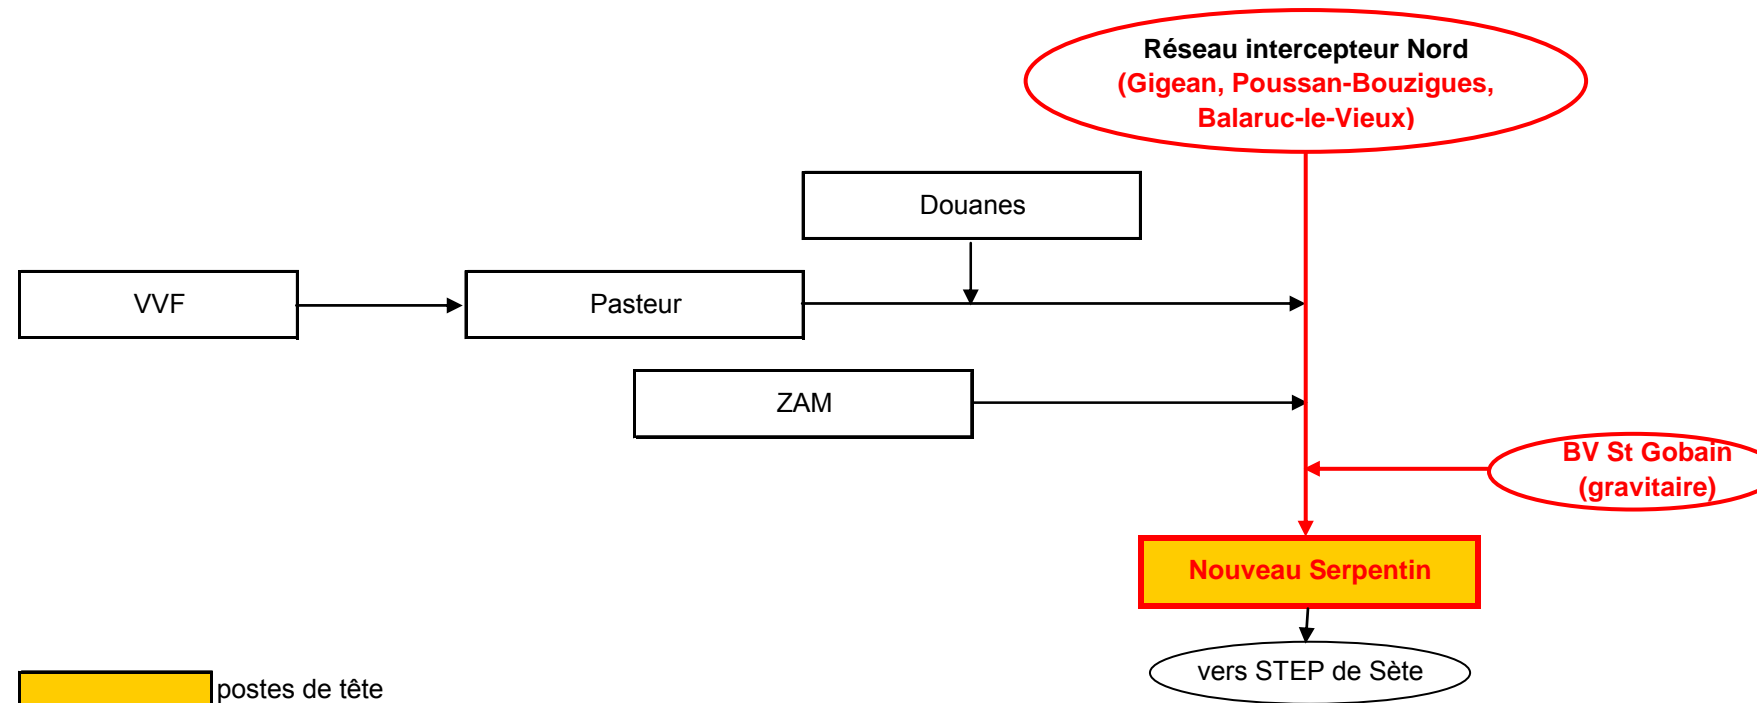 Réseau intercepteur Nord
(Gigean, Poussan-Bouzigues,
Balaruc-le-Vieux)
Douanes
VVF
Pasteur
ZAM
BV St Gobain
(gravitaire)
Nouveau Serpentin
vers STEP de Sète
postes de tête